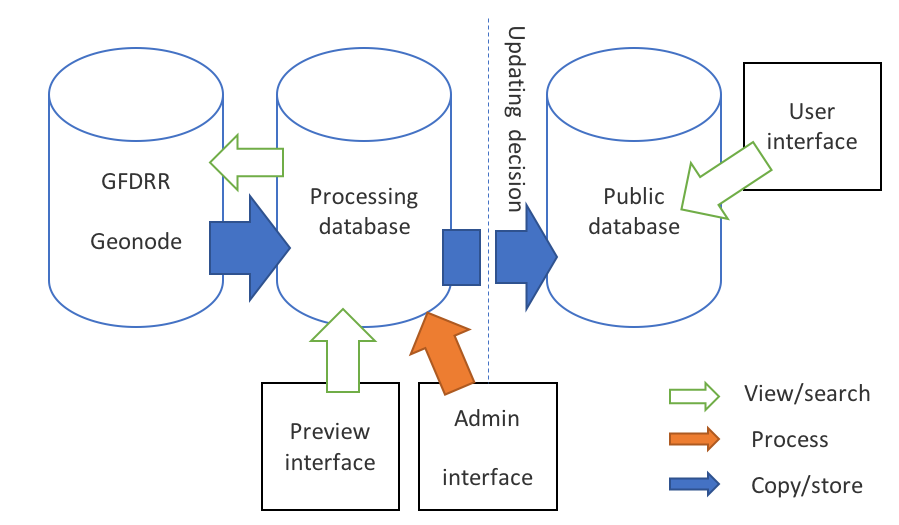 GFDRR
Geonode
Processing
database
Updating decision
Public
database
User
interface
Preview
interface
Admin
interface
View/search
Process
Copy/store